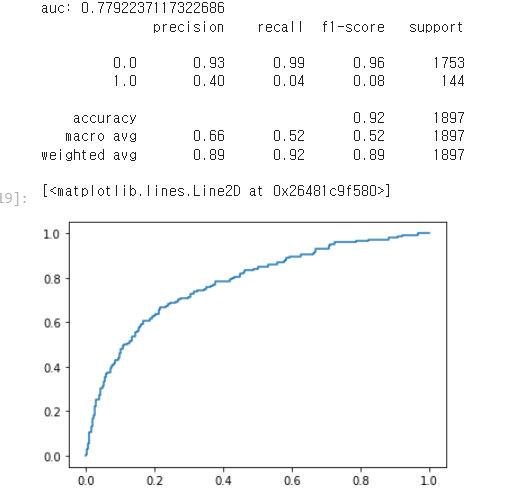 auc: 0.7792237117322686
precision recall f1-score support
0.0 0.93 0.99 0.96 1753
1.0 0.40 0.04 0.08 144
accuracy 0.92 1897
macro avg 0.66 0.52 0.52 1897
weighted avg 0.89 0.92 0.89 1897
19]: [<matplotlib.lines.Line2D at 0x26481c9f580>]
1.0
0.8
0.6
0.4
0.2
0.0
0.0 0.2 0.4 0.6 0.8 1.0